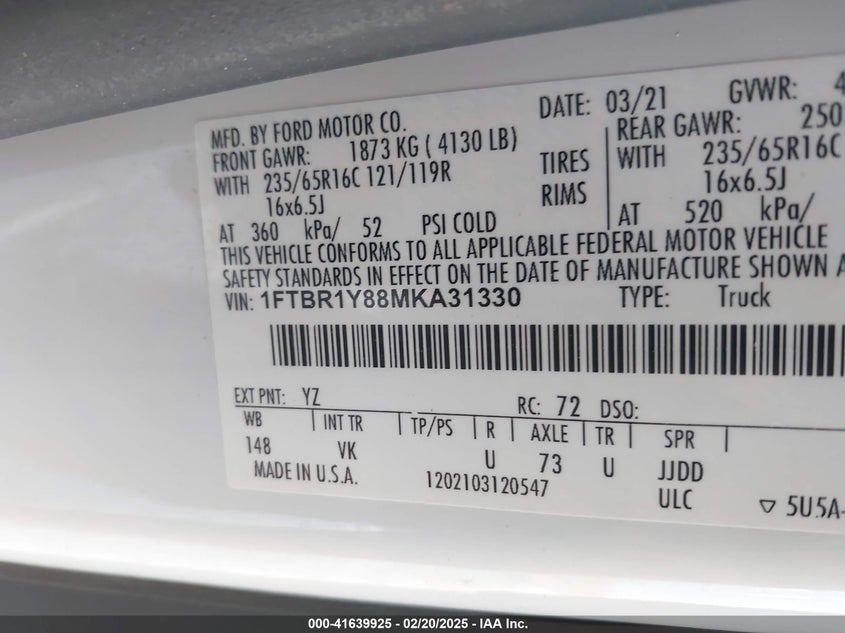 MFD. BY FORD MOTOR CO. DATE: 03/21 GVWR: 4
FRONT GAWR: 1873 KG ( 4130 LB) REAR GAWR: 250
WITH 235/65R16C 121/119R TIRES WITH 235/65R16C
16x6.5J RIMS 16x6.5J
AT 360 kPa/ 52 PSI COLD AT 520 kPa/
THIS VEHICLE CONFORMS TO ALL APPLICABLE FEDERAL MOTOR VEHICLE
SAFETY STANDARDS IN EFFECT ON THE DATE OF MANUFACTURE SHOWN A
VIN: 1FTBR1Y88MKA31330 TYPE: Truck
EXT PNT: YZ RC: 72 DSO:
WB INT TR TP/PS R AXLE TR SPR
148 VK U 73 U JJDD
MADE IN U.S.A. 1202103120547 ULC
▽ 5U5A-
000-41639925 - 02/20/2025 - IAA Inc.